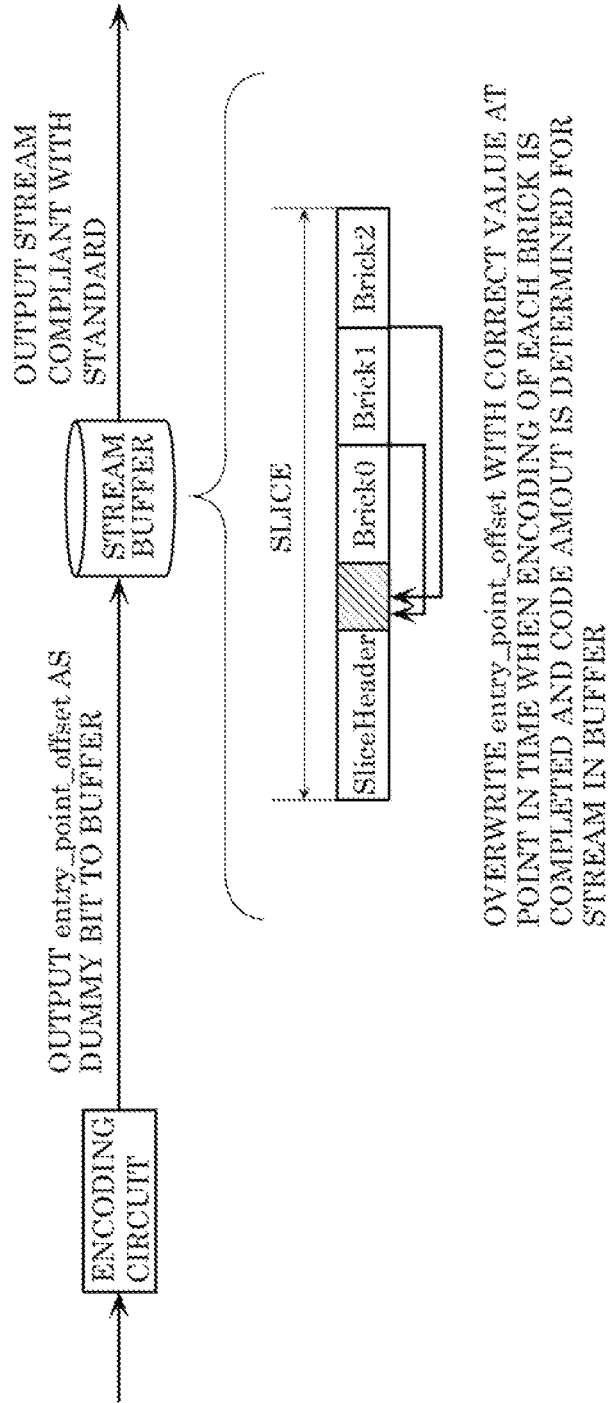 ENCODING
CIRCUIT
OUTPUT entry_point_offset AS
DUMMY BIT TO BUFFER
STREAM
BUFFER
OUTPUT STREAM
COMPLIANT WITH
STANDARD
SLICE
SliceHeader
Brick0
Brick1
Brick2
OVERWRITE entry_point_offset WITH CORRECT VALUE AT
POINT IN TIME WHEN ENCODING OF EACH BRICK IS
COMPLETED AND CODE AMOUT IS DETERMINED FOR
STREAM IN BUFFER